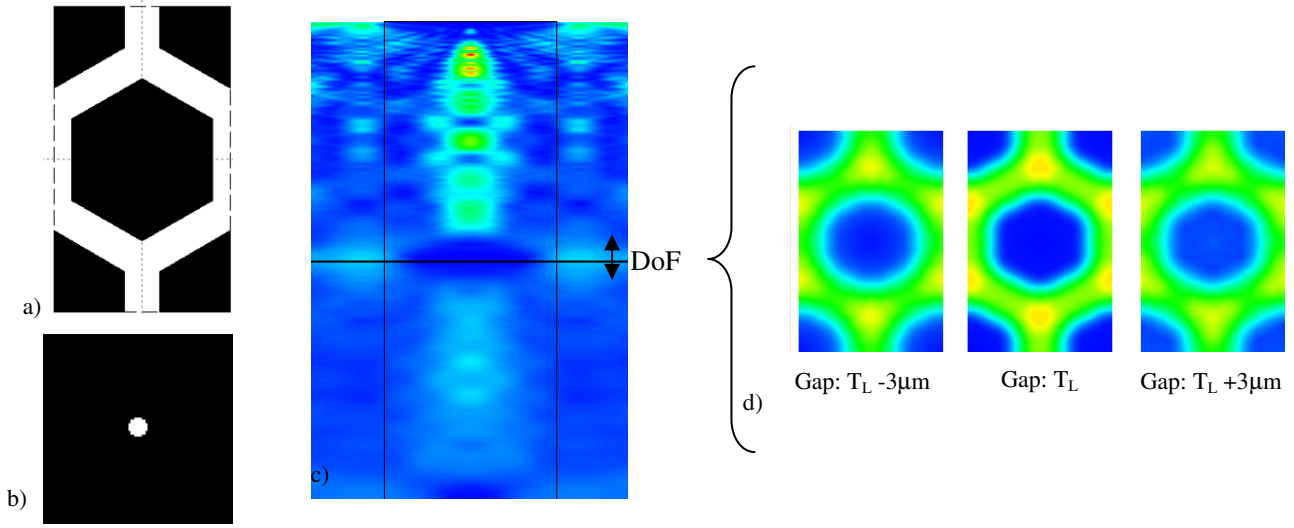 a)
b)
c)
DoF
d)
Gap: T_L -3μm
Gap: T_L
Gap: T_L +3μm